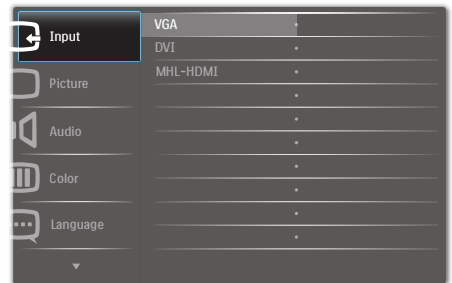 Input
VGA
DVI
MHL-HDMI
Picture
Audio
Color
Language